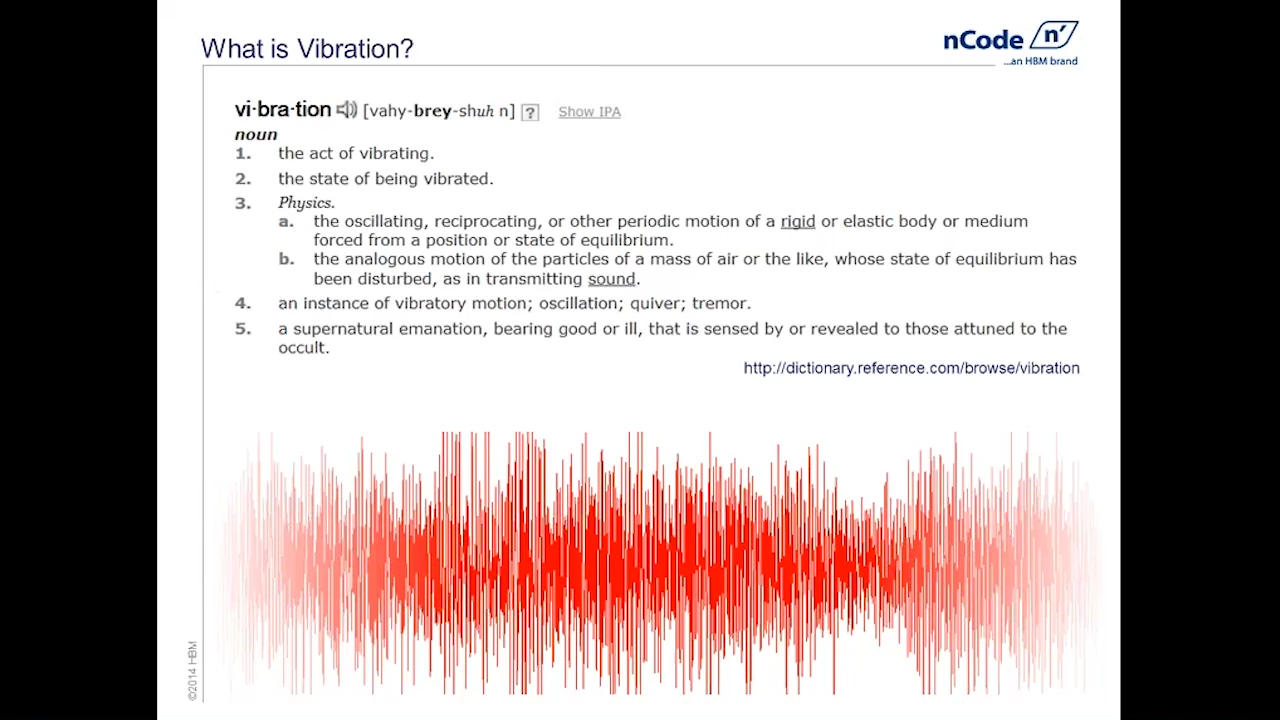 What is Vibration?
nCode n'
...an HBM brand
vi·bra·tion [vahy-brey-shuh n] ? Show IPA
noun
1. the act of vibrating.
2. the state of being vibrated.
3. Physics.
a. the oscillating, reciprocating, or other periodic motion of a rigid or elastic body or medium
forced from a position or state of equilibrium.
b. the analogous motion of the particles of a mass of air or the like, whose state of equilibrium has
been disturbed, as in transmitting sound.
4. an instance of vibratory motion; oscillation; quiver; tremor.
5. a supernatural emanation, bearing good or ill, that is sensed by or revealed to those attuned to the
occult.
http://dictionary.reference.com/browse/vibration
©2014 HBM